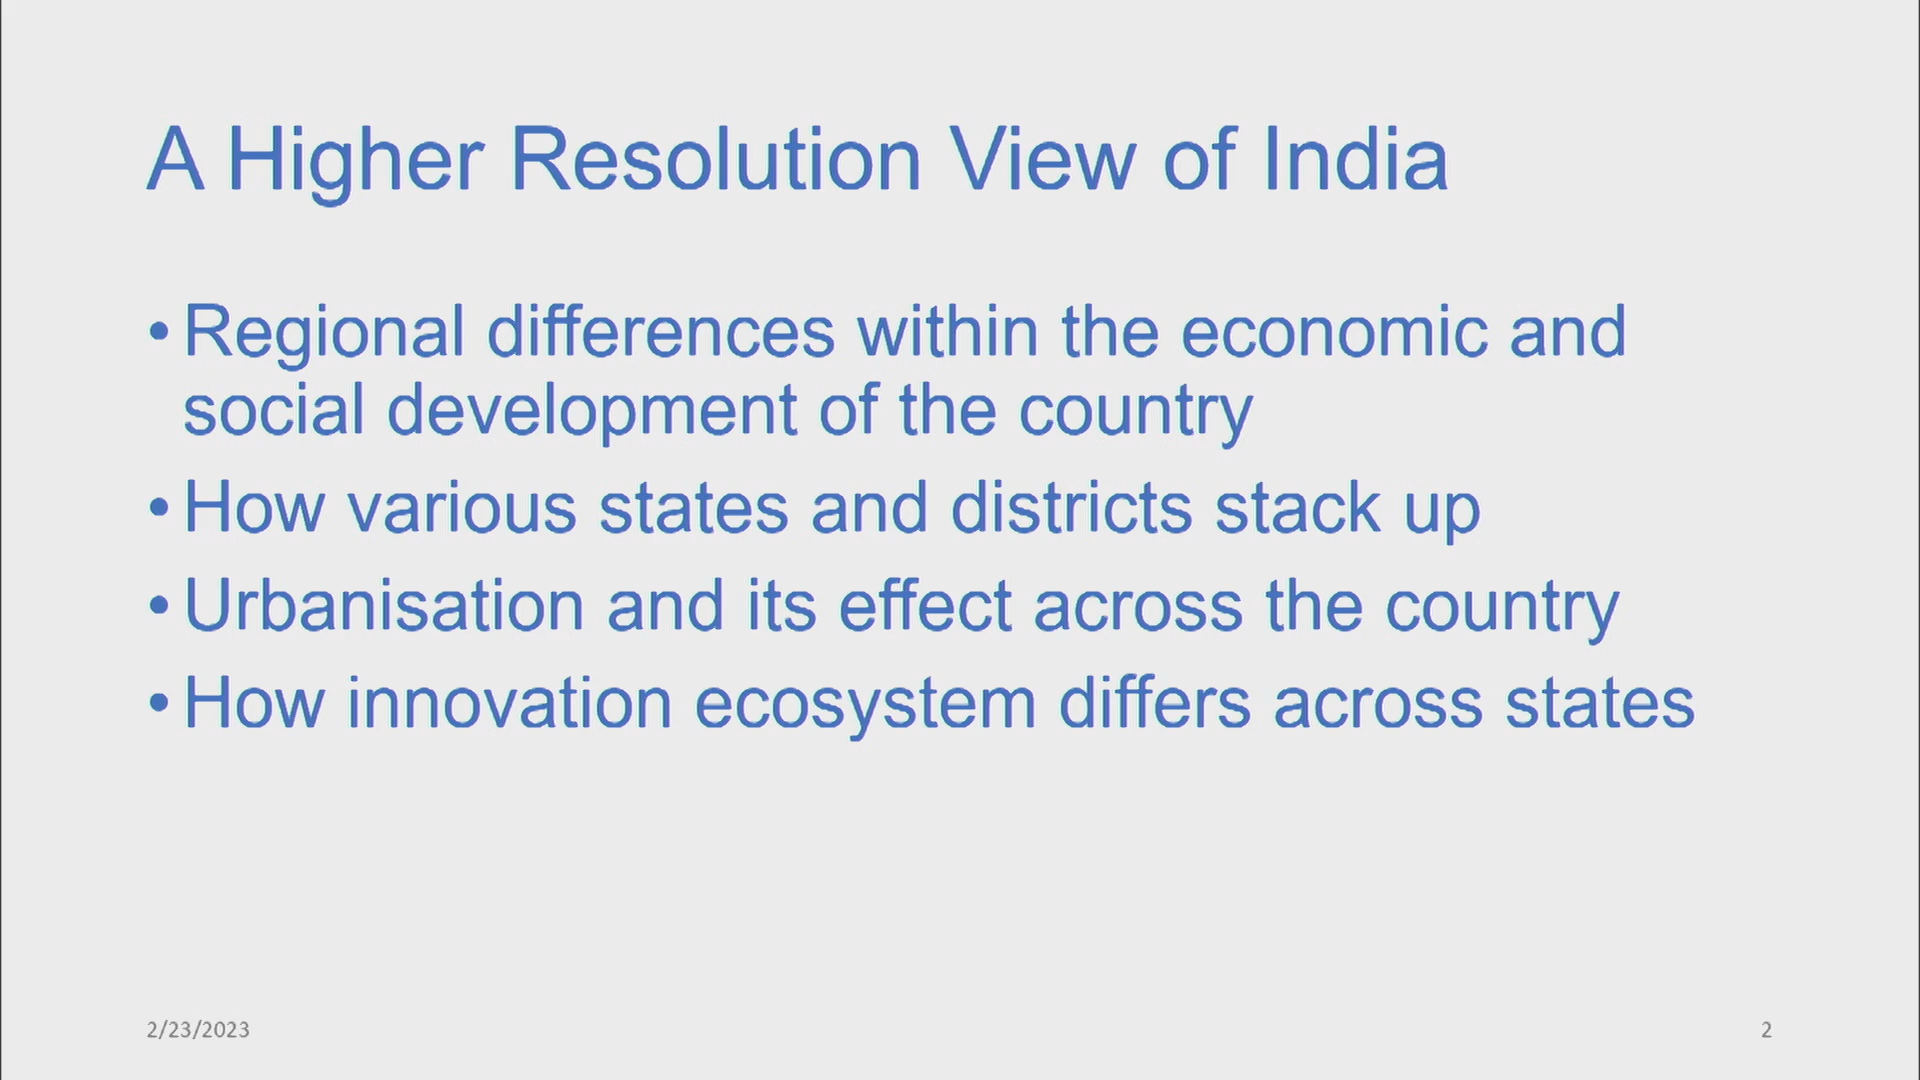 A Higher Resolution View of India
• Regional differences within the economic and
social development of the country
• How various states and districts stack up
• Urbanisation and its effect across the country
• How innovation ecosystem differs across states
2/23/2023
2